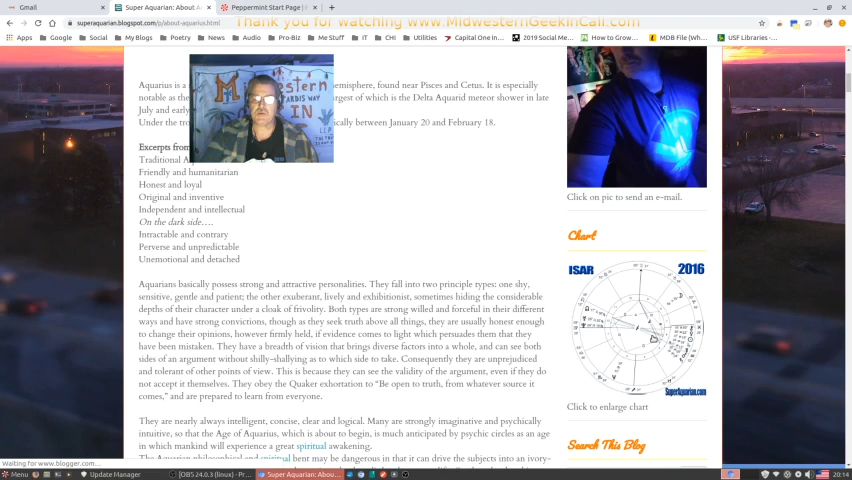 Gmail
Super Aquarian: About A
Peppermint Start Page |
Thank you for watching www.MidwesternGeekInCali.com
superaquarian.blogspot.com/p/about-aquarius.html
Apps
Google
Social
My Blogs
Poetry
News
Audio
Pro-Biz
Me Stuff
IT
CHI
Utilities
Capital One In...
2019 Social Me...
How to Grow...
MDB File (Wh...
USF Libraries -
Aquarius is a
emisphere, found near Pisces and Cetus. It is especially
notable as the
rgest of which is the Delta Aquarid meteor shower in late
July and early
Under the tro
ically between January 20 and February 18.
Excerpts from
Traditional A
Friendly and humanitarian
Honest and loyal
Original and inventive
Independent and intellectual
On the dark side….
Intractable and contrary
Perverse and unpredictable
Unemotional and detached
Aquarians basically possess strong and attractive personalities. They fall into two principle types: one shy,
sensitive, gentle and patient; the other exuberant, lively and exhibitionist, sometimes hiding the considerable
depths of their character under a cloak of frivolity. Both types are strong willed and forceful in their different
ways and have strong convictions, though as they seek truth above all things, they are usually honest enough
to change their opinions, however firmly held, if evidence comes to light which persuades them that they
have been mistaken. They have a breadth of vision that brings diverse factors into a whole, and can see both
sides of an argument without shilly-shallying as to which side to take. Consequently they are unprejudiced
and tolerant of other points of view. This is because they can see the validity of the argument, even if they do
not accept it themselves. They obey the Quaker exhortation to “Be open to truth, from whatever source it
comes,” and are prepared to learn from everyone.
They are nearly always intelligent, concise, clear and logical. Many are strongly imaginative and psychically
intuitive, so that the Age of Aquarius, which is about to begin, is much anticipated by psychic circles as an age
in which mankind will experience a great spiritual awakening.
The Aquarian philosophical and spiritual bent may be dangerous in that it can drive the subjects into an ivory-
Click on pic to send an e-mail.
Chart
ISAR
2016
SuperAquarian.com
Click to enlarge chart
Search This Blog
Waiting for www.blogger.com...
Menu
Update Manager
[OBS 24.0.3 (linux) - Pr...
Super Aquarian: Abou...
20:14